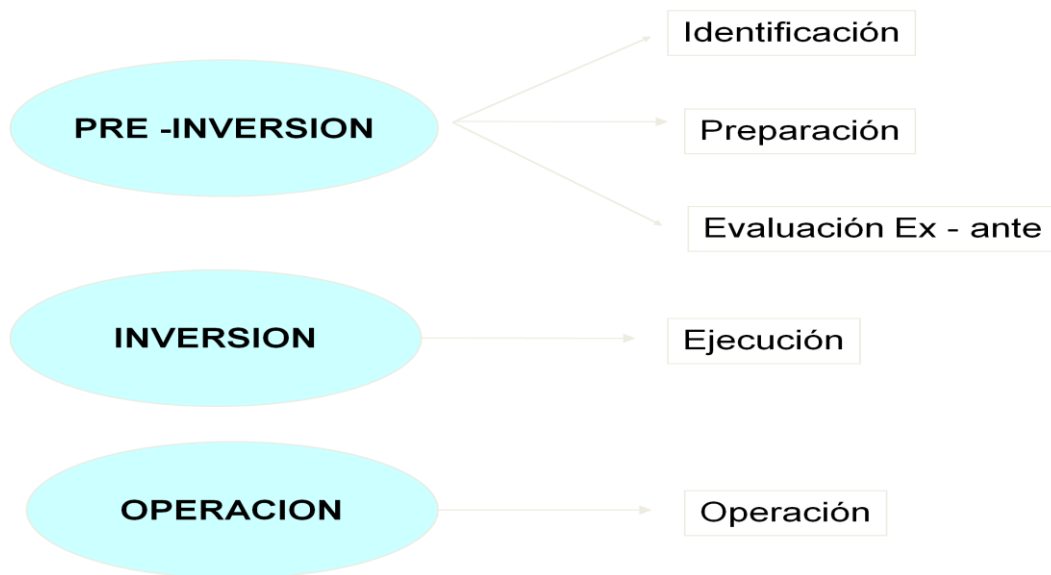 Identificación
PRE -INVERSION
Preparación
Evaluación Ex - ante
INVERSION
Ejecución
OPERACION
Operación